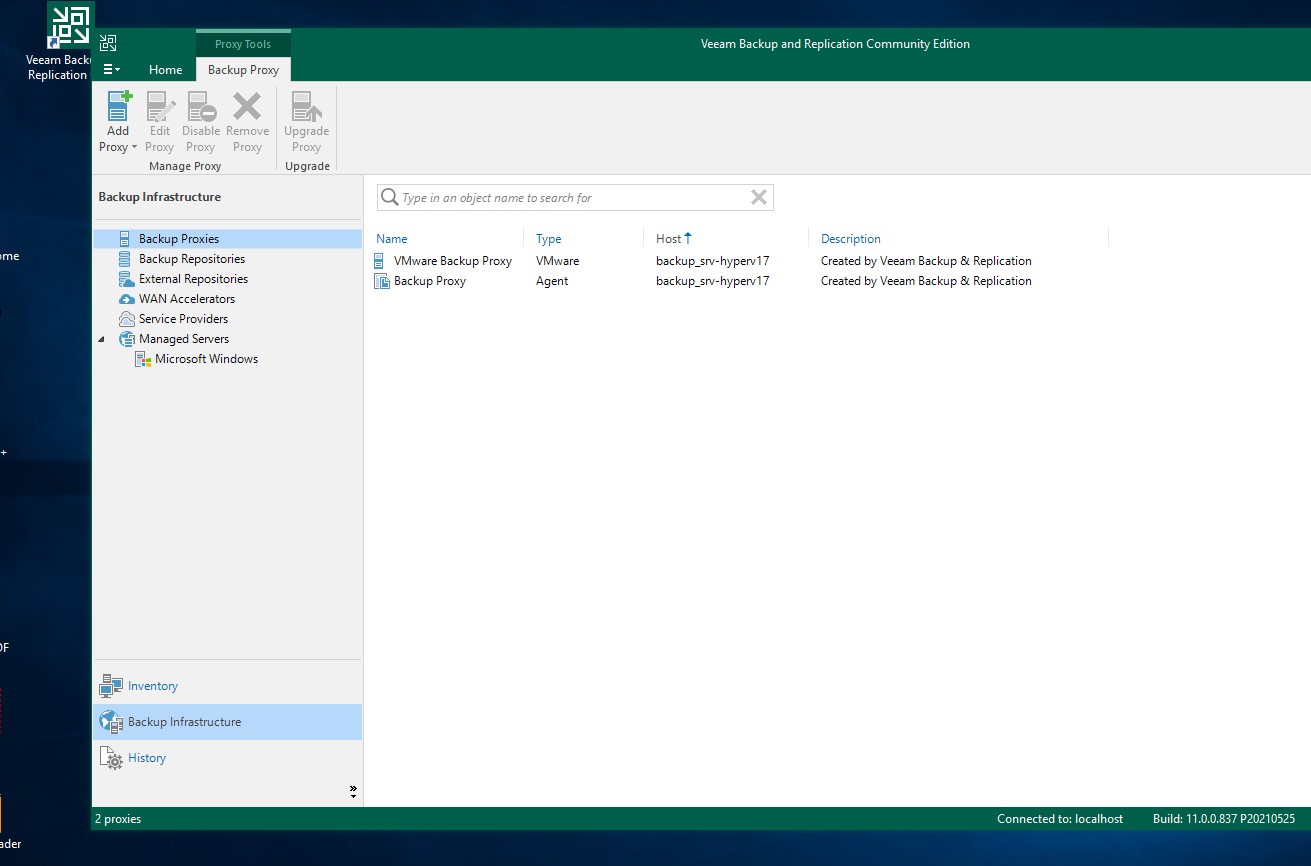 Veeam Back
Replication
Proxy Tools
Veeam Backup and Replication Community Edition
Home
Backup Proxy
Add
Proxy
Edit
Proxy
Disable
Proxy
Remove
Proxy
Upgrade
Proxy
Manage Proxy
Upgrade
Backup Infrastructure
Backup Proxies
Backup Repositories
External Repositories
WAN Accelerators
Service Providers
Managed Servers
Microsoft Windows
Type in an object name to search for
Name Type Host Description
VMware Backup Proxy VMware backup_srv-hyperv17 Created by Veeam Backup & Replication
Backup Proxy Agent backup_srv-hyperv17 Created by Veeam Backup & Replication
Inventory
Backup Infrastructure
History
2 proxies
Connected to: localhost
Build: 11.0.0.837 P20210525
ome
+
DF
ader